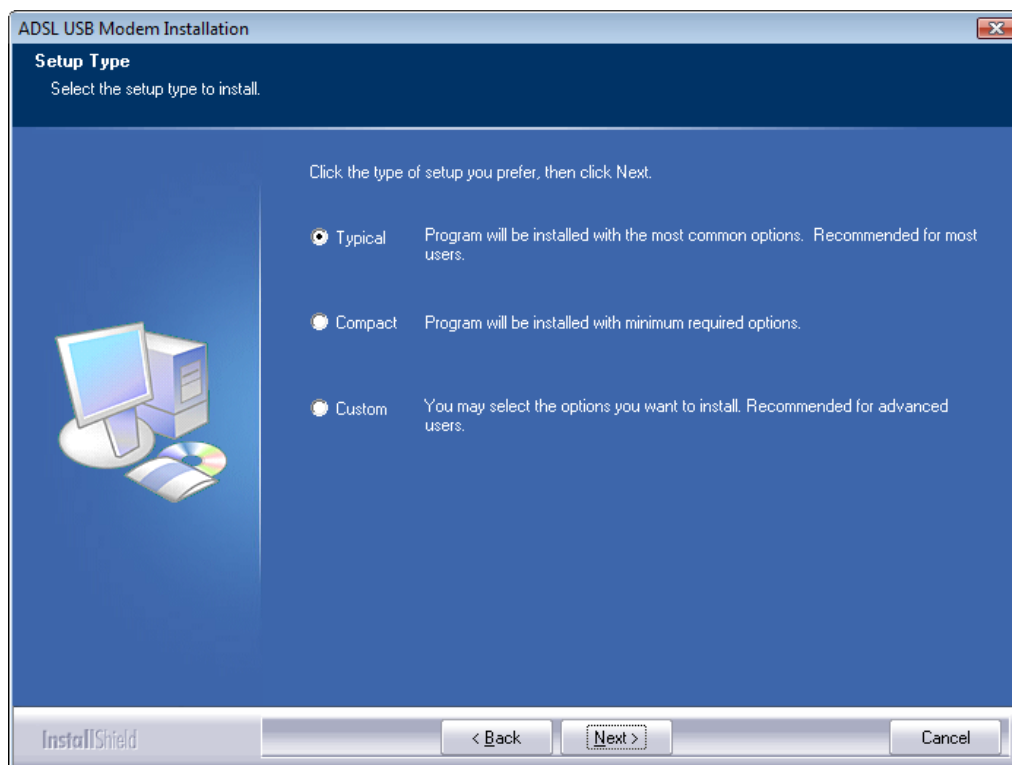 ADSL USB Modem Installation
Setup Type
Select the setup type to install.
Click the type of setup you prefer, then click Next.
Typical Program will be installed with the most common options. Recommended for most
users.
Compact Program will be installed with minimum required options.
Custom You may select the options you want to install. Recommended for advanced
users.
InstallShield < Back Next > Cancel